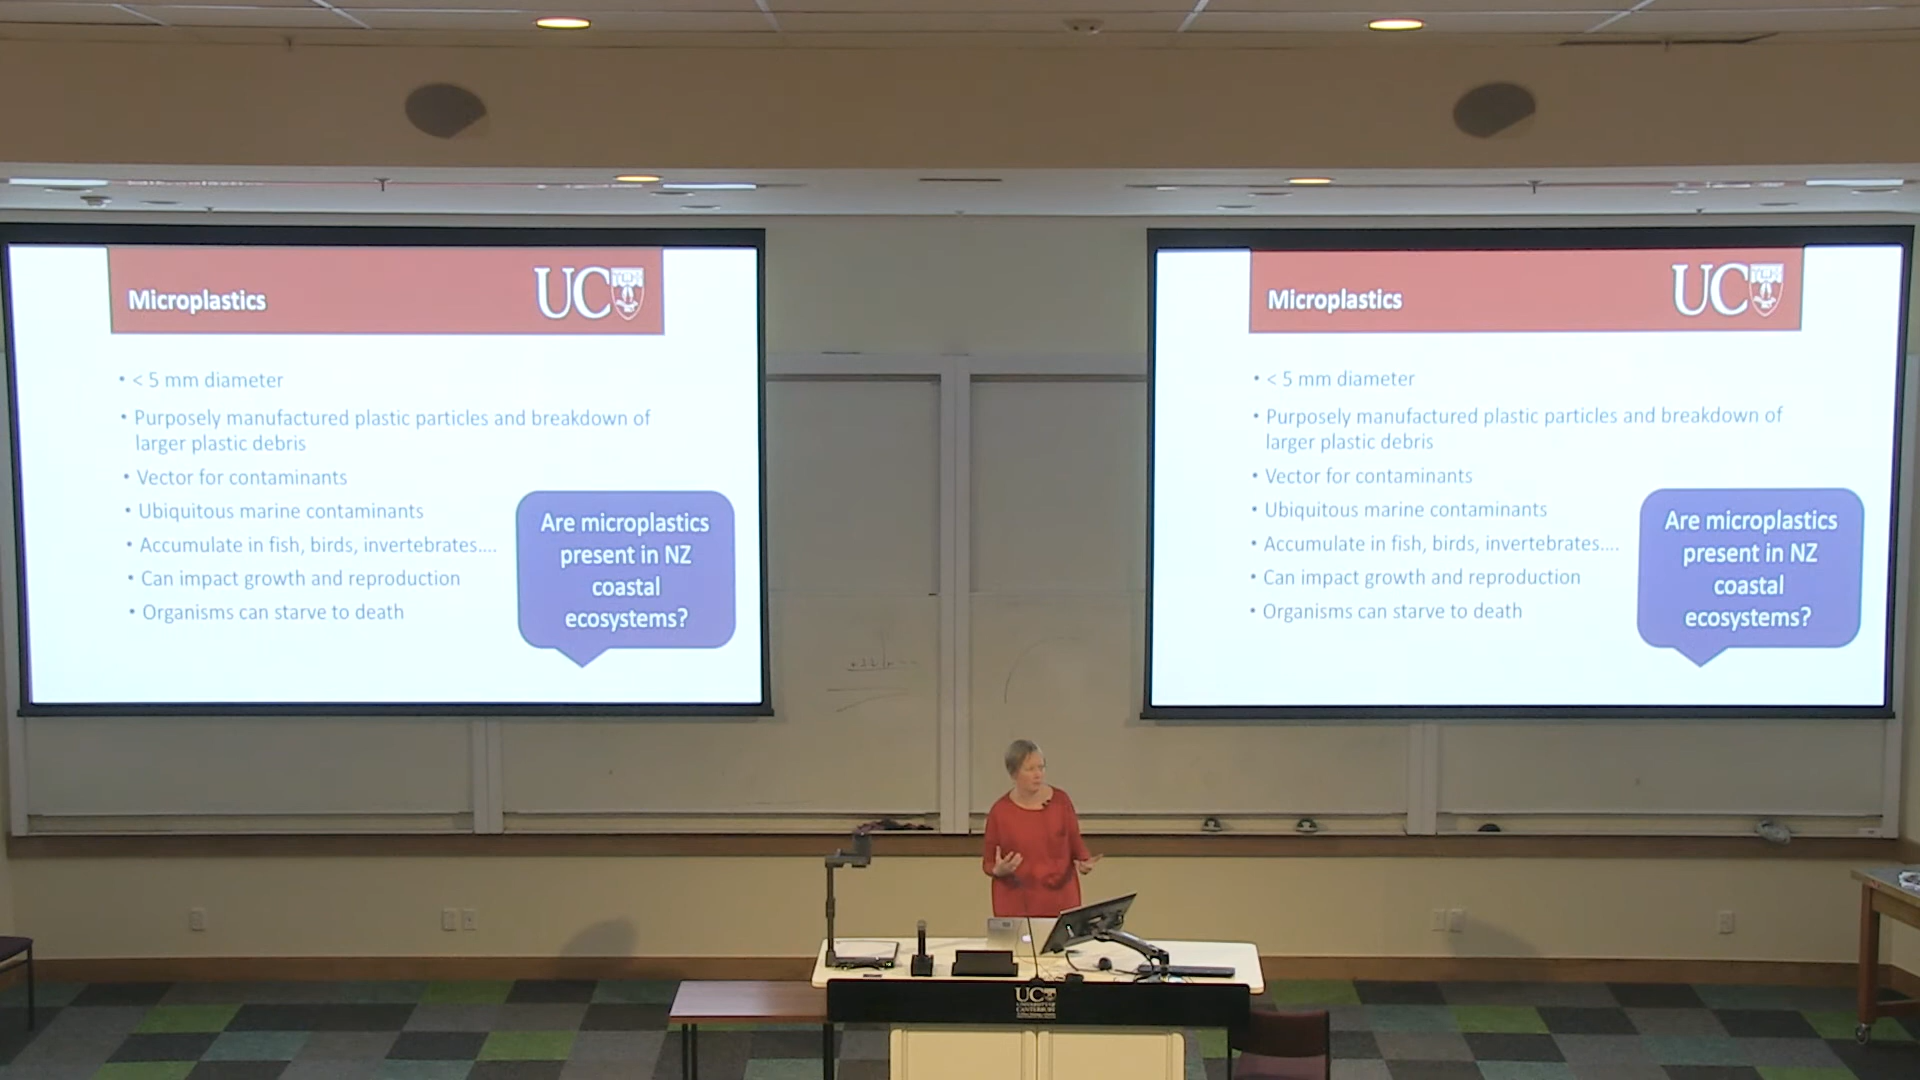 Microplastics
UC
• < 5 mm diameter
• Purposely manufactured plastic particles and breakdown of
larger plastic debris
• Vector for contaminants
• Ubiquitous marine contaminants
• Accumulate in fish, birds, invertebrates....
• Can impact growth and reproduction
• Organisms can starve to death
Are microplastics
present in NZ
coastal
ecosystems?
Microplastics
UC
• < 5 mm diameter
• Purposely manufactured plastic particles and breakdown of
larger plastic debris
• Vector for contaminants
• Ubiquitous marine contaminants
• Accumulate in fish, birds, invertebrates....
• Can impact growth and reproduction
• Organisms can starve to death
Are microplastics
present in NZ
coastal
ecosystems?
UC
UNIVERSITY OF
CANTERBURY